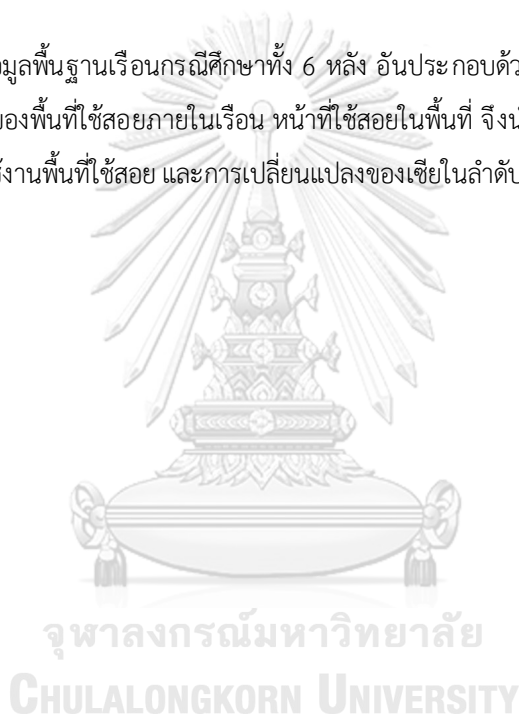 อมูลพื้นฐานเรือนกรณีศึกษาทั้ง 6 หลัง อันประกอบด้ว
ของพื้นที่ใช้สอยภายในเรือน หน้าที่ใช้สอยในพื้นที่ จึงน
งานพื้นที่ใช้สอย และการเปลี่ยนแปลงของเซียในลำดับ
จุฬาลงกรณ์มหาวิทยาลัย
CHULALONGKORN UNIVERSITY